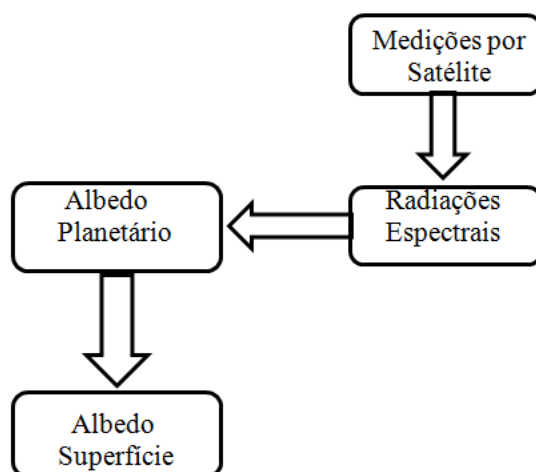 Medições por
Satélite
Radiações
Espectrais
Albedo
Planetário
Albedo
Superfície